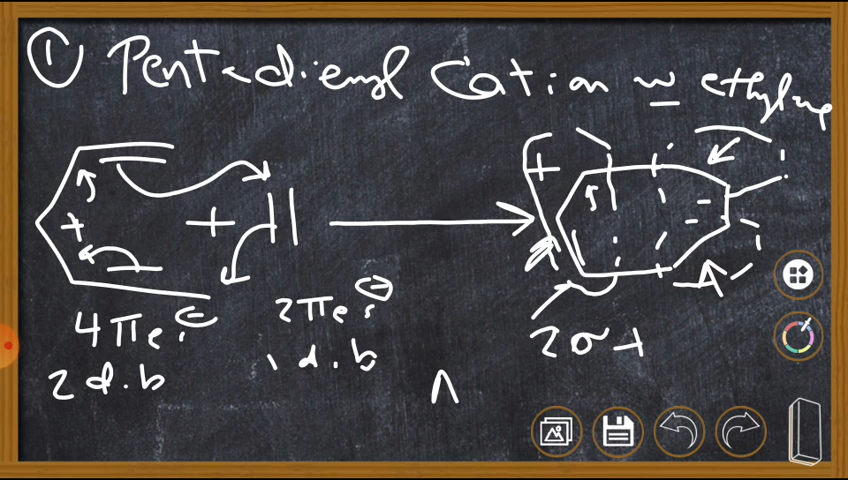 ① Pentadienyl Cation w ethylene
+ + +
4πe⊖ 2πe⊖
2 d.b 1 d.b
2σ +